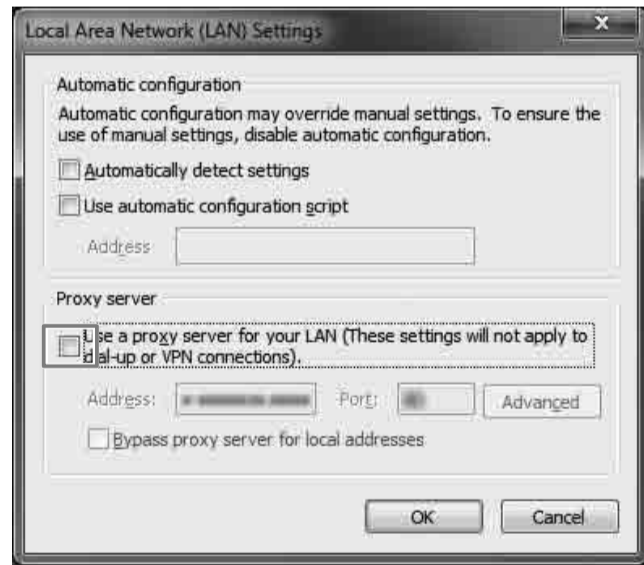 Local Area Network (LAN) Settings
Automatic configuration
Automatic configuration may override manual settings. To ensure the
use of manual settings, disable automatic configuration.
Automatically detect settings
Use automatic configuration script
Address
Proxy server
Use a proxy server for your LAN (These settings will not apply to
dial-up or VPN connections).
Address:
Port:
Advanced
Bypass proxy server for local addresses
OK
Cancel